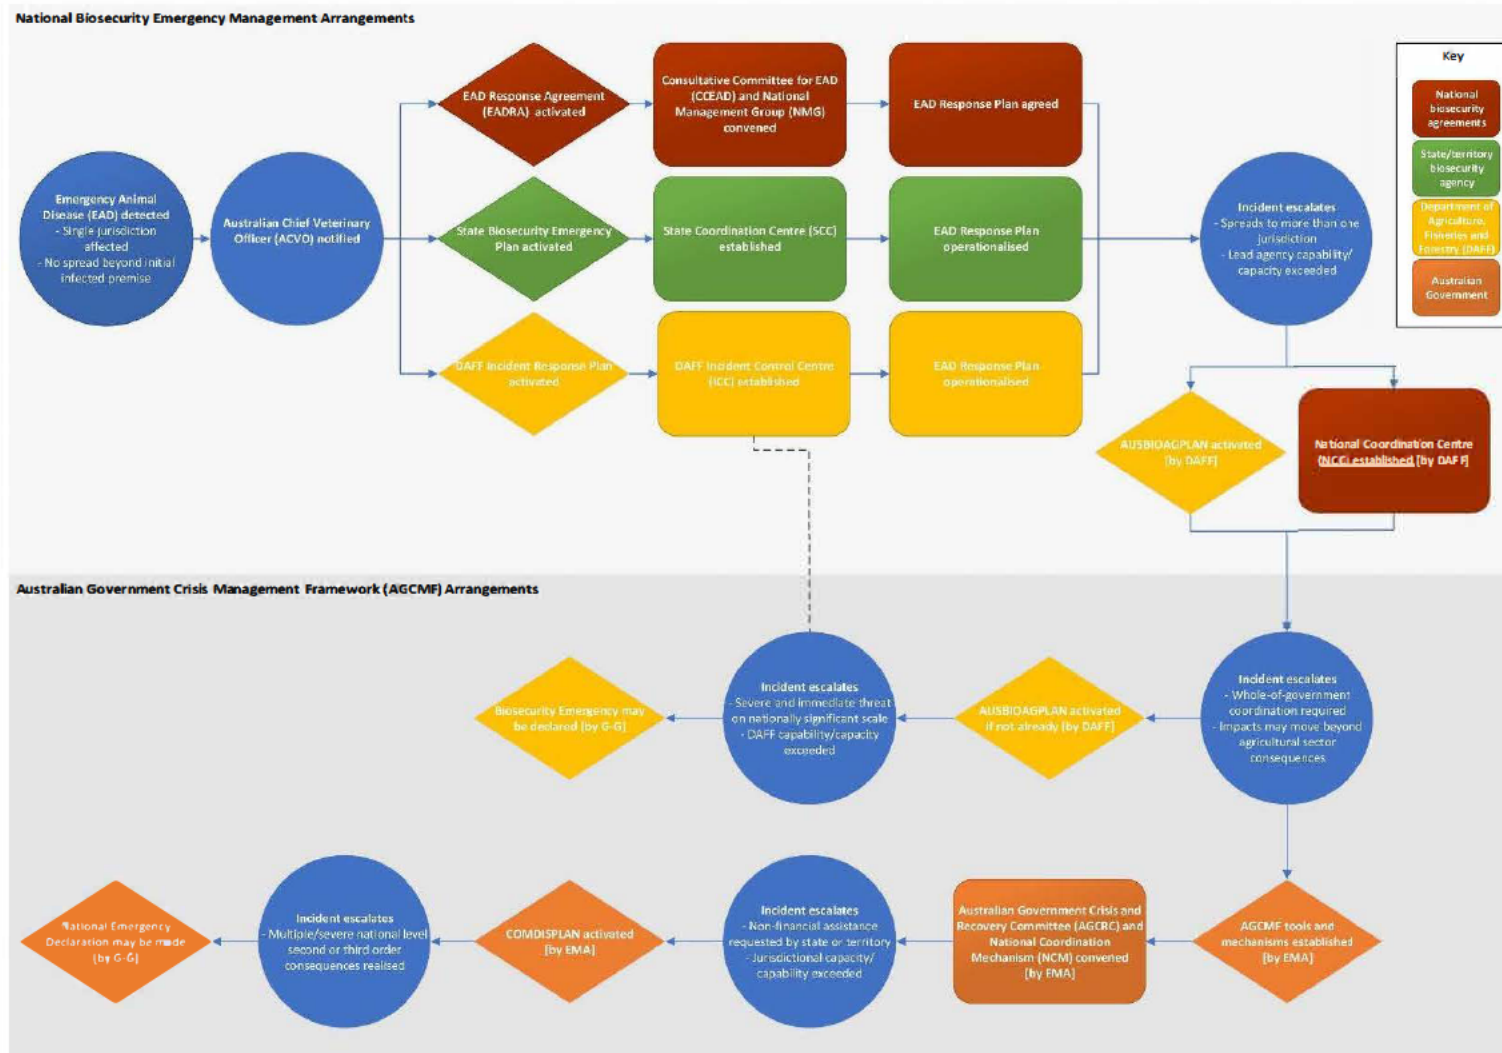 National Biosecurity Emergency Management Arrangements
EAD Response Agreement
(EADRA) activated
Consultative Committee for EAD
(CCEAD) and National
Management Group (NMG)
convened
EAD Response Plan agreed
Key
National
biosecurity
agreements
State/territory
biosecurity
agency
Department of
Agriculture,
Fisheries and
Forestry (DAFF)
Australian
Government
Emergency Animal
Disease (EAD) detected
- Single jurisdiction
affected
- No spread beyond initial
infected premise
Australian Chief Veterinary
Officer (ACVO) notified
State Biosecurity Emergency
Plan activated
State Coordination Centre (SCC)
established
EAD Response Plan
operationalised
Incident escalates
- Spreads to more than one
jurisdiction
- Lead agency capability/
capacity exceeded
DAFF Incident Response Plan
activated
DAFF Incident Control Centre
(ICC) established
EAD Response Plan
operationalised
AUSBIOAGPLAN activated
[by DAFF]
National Coordination Centre
(NCC) established [by DAFF]
Australian Government Crisis Management Framework (AGCMF) Arrangements
Biosecurity Emergency may
be declared [by G-G]
Incident escalates
- Severe and immediate threat
on nationally significant scale
- DAFF capability/capacity
exceeded
AUSBIOAGPLAN activated
if not already [by DAFF]
Incident escalates
- Whole-of-government
coordination required
- Impacts may move beyond
agricultural sector
consequences
National Emergency
Declaration may be made
[by G-G]
Incident escalates
- Multiple/severe national level
second or third order
consequences realised
COMDISPLAN activated
[by EMA]
Incident escalates
- Non-financial assistance
requested by state or territory
- Jurisdictional capacity/
capability exceeded
Australian Government Crisis and
Recovery Committee (AGCRC) and
National Coordination
Mechanism (NCM) convened
[by EMA]
AGCMF tools and
mechanisms established
[by EMA]